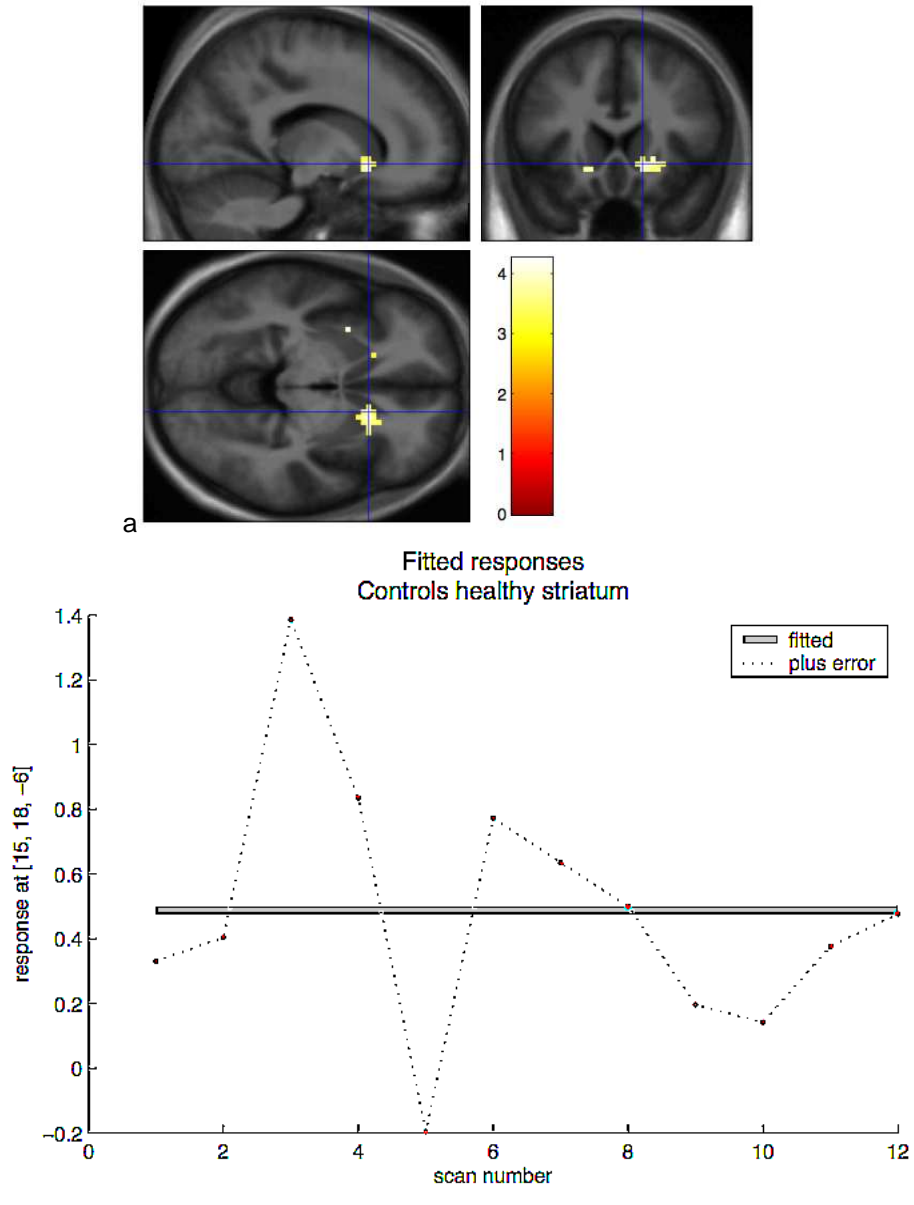 4
3
2
1
0
a
Fitted responses
Controls healthy striatum
fitted
plus error
1.4
1.2
1
0.8
0.6
0.4
0.2
0
−0.2
response at [15, 18, −6]
0 2 4 6 8 10 12
scan number